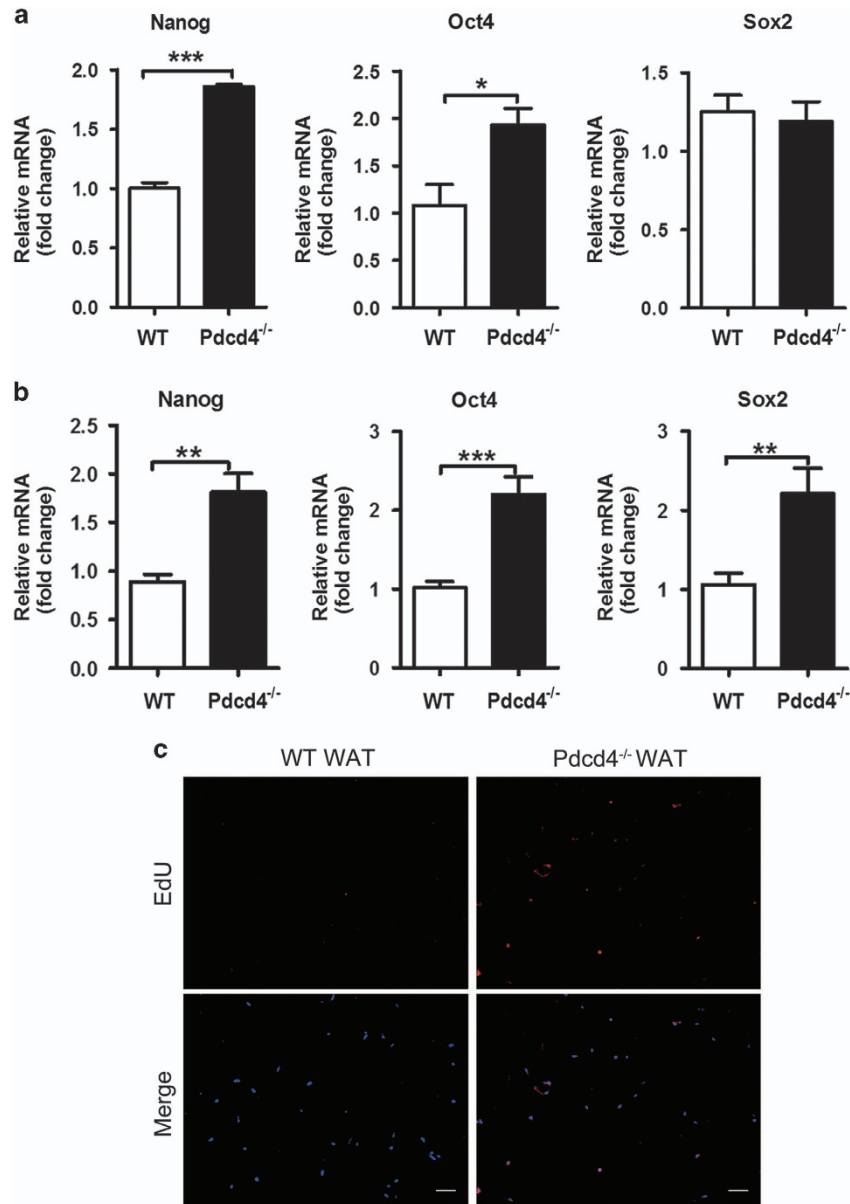 a
Nanog
Oct4
Sox2
***
*
Relative mRNA
(fold change)
2.0
1.5
1.0
0.5
0.0
WT
Pdcd4-/-
Relative mRNA
(fold change)
2.5
2.0
1.5
1.0
0.5
0.0
WT
Pdcd4-/-
Relative mRNA
(fold change)
1.5
1.0
0.5
0.0
WT
Pdcd4-/-
b
Nanog
Oct4
Sox2
**
***
**
Relative mRNA
(fold change)
2.5
2.0
1.5
1.0
0.5
0.0
WT
Pdcd4-/-
Relative mRNA
(fold change)
3
2
1
0
WT
Pdcd4-/-
Relative mRNA
(fold change)
3
2
1
0
WT
Pdcd4-/-
c
WT WAT
Pdcd4-/- WAT
EdU
Merge